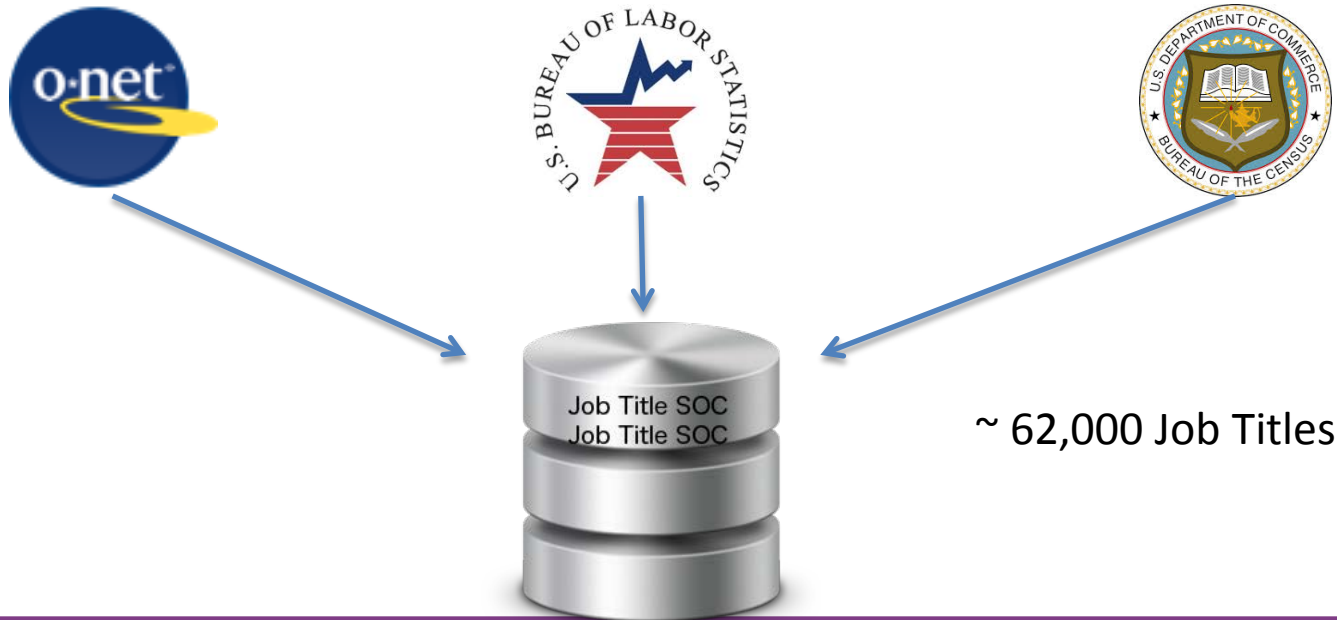 o·net
U.S. BUREAU OF LABOR STATISTICS
U.S. DEPARTMENT OF COMMERCE
BUREAU OF THE CENSUS
Job Title SOC
Job Title SOC
~ 62,000 Job Titles